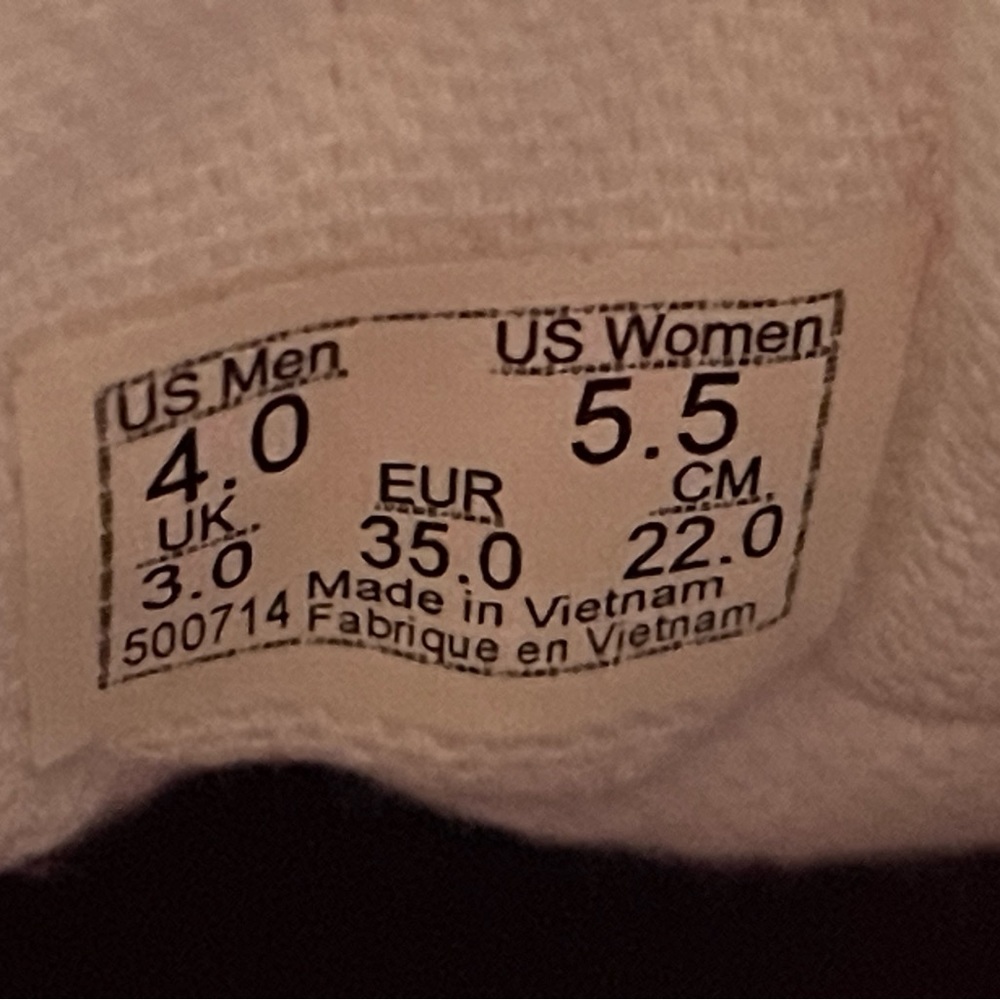 US Men US Women
4.0 5.5
UK EUR CM
3.0 35.0 22.0
500714 Made in Vietnam
Fabrique en Vietnam